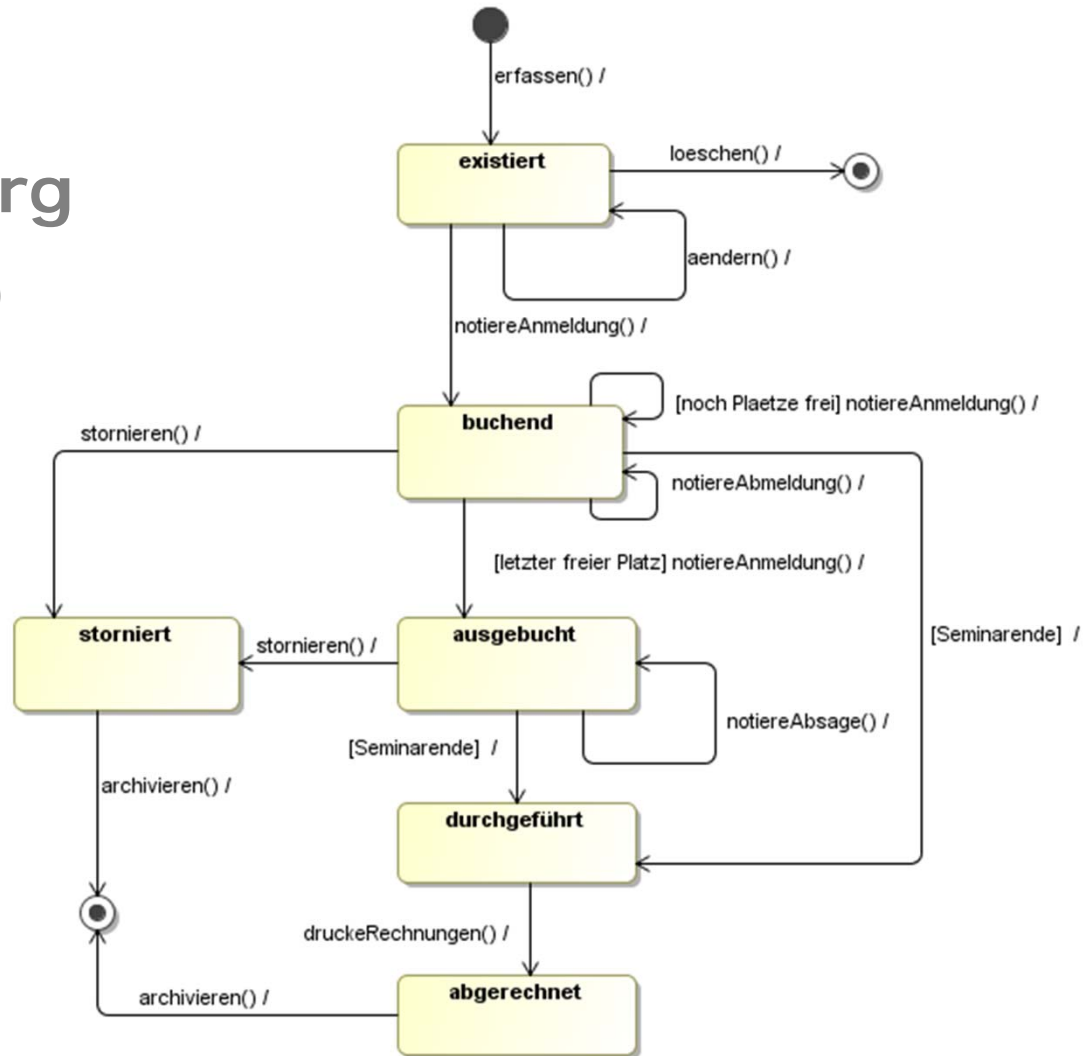 erfassen() /
existiert
loeschen() /
rg
aendern() /
notiereAnmeldung() /
[noch Plaetze frei] notiereAnmeldung() /
buchend
stornieren() /
notiereAbmeldung() /
[letzter freier Platz] notiereAnmeldung() /
storniert
ausgebucht
[Seminarende] /
stornieren() /
notiereAbsage() /
[Seminarende] /
archivieren() /
durchgeführt
druckeRechnungen() /
abgerechnet
archivieren() /